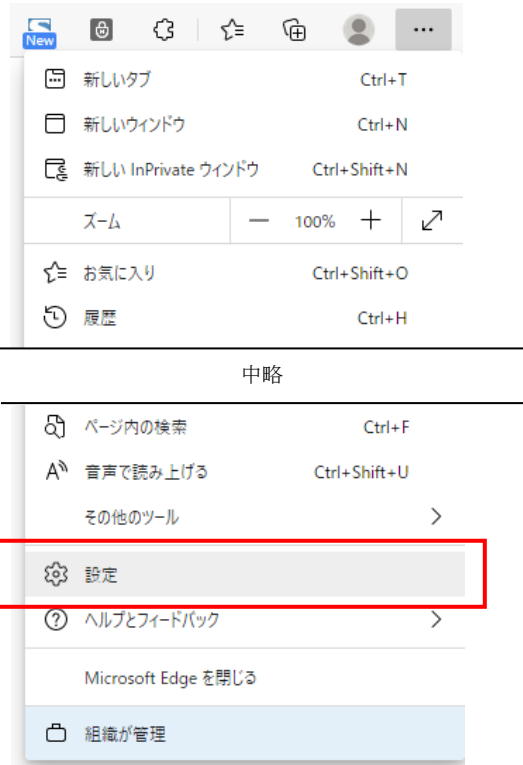 New
新しいタブ Ctrl+T
新しいウィンドウ Ctrl+N
新しい InPrivate ウィンドウ Ctrl+Shift+N
ズーム 100%
お気に入り Ctrl+Shift+O
履歴 Ctrl+H
中略
ページ内の検索 Ctrl+F
音声で読み上げる Ctrl+Shift+U
その他のツール
設定
ヘルプとフィードバック
Microsoft Edge を閉じる
組織が管理